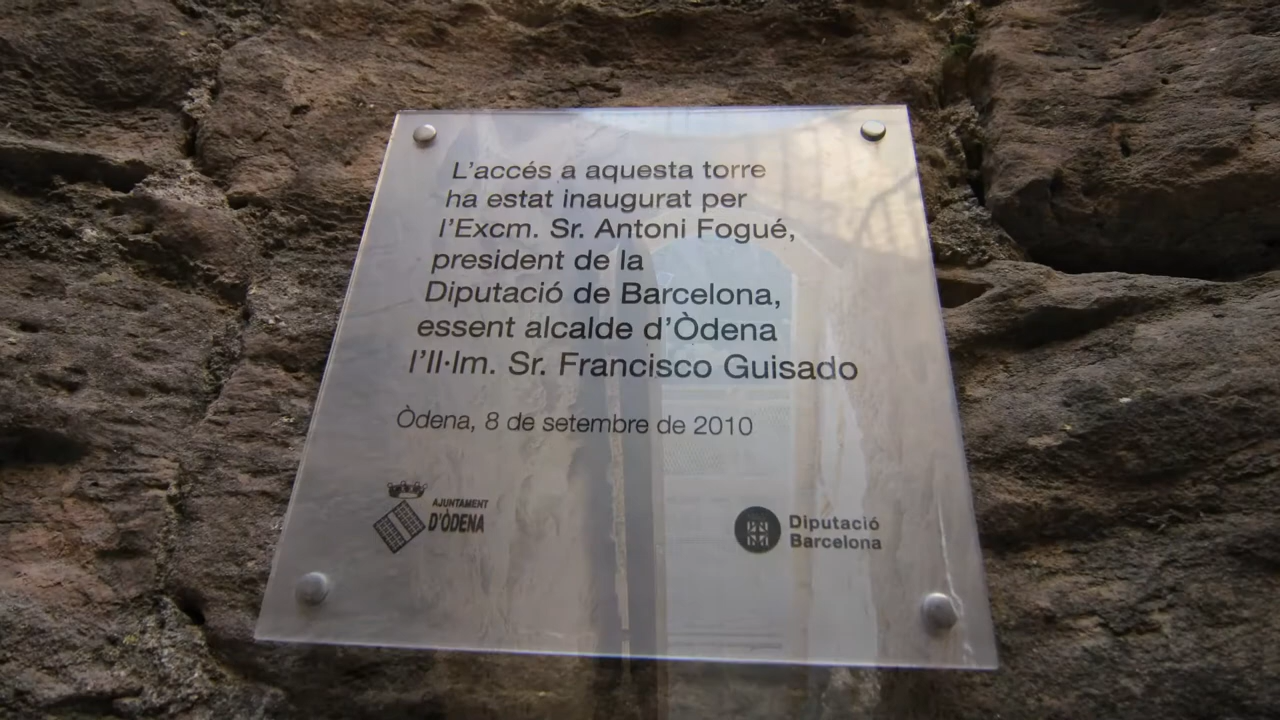 L'accés a aquesta torre
ha estat inaugurat per
l'Excm. Sr. Antoni Fogué,
president de la
Diputació de Barcelona,
essent alcalde d'Òdena
l'Il·lm. Sr. Francisco Guisado
Òdena, 8 de setembre de 2010
AJUNTAMENT
D'ÒDENA
Diputació
Barcelona